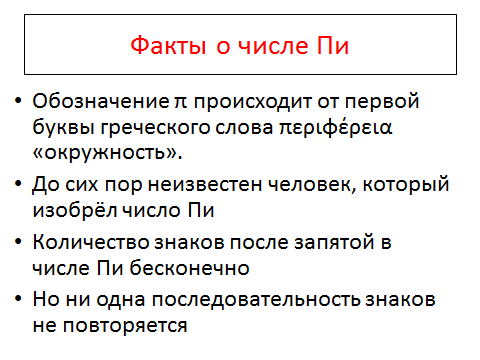 Факты о числе Пи
• Обозначение π происходит от первой
буквы греческого слова περιφέρεια
«окружность».
• До сих пор неизвестен человек, который
изобрёл число Пи
• Количество знаков после запятой в
числе Пи бесконечно
• Но ни одна последовательность знаков
не повторяется